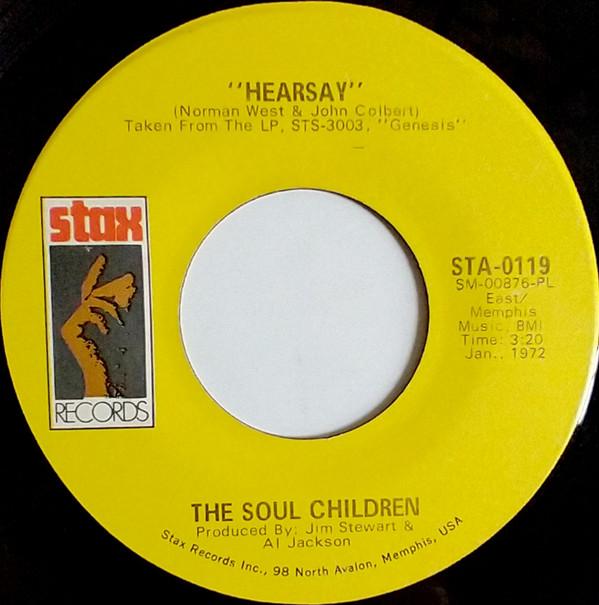 "HEARSAY"
(Norman West & John Colbert)
Taken From The LP, STS-3003, "Genesis"
stax
RECORDS
STA-0119
SM-00876-PL
East/
Memphis
Music, BMI
Time: 3:20
Jan., 1972
THE SOUL CHILDREN
Produced By: Jim Stewart &
Al Jackson
Stax Records Inc., 98 North Avalon, Memphis, USA